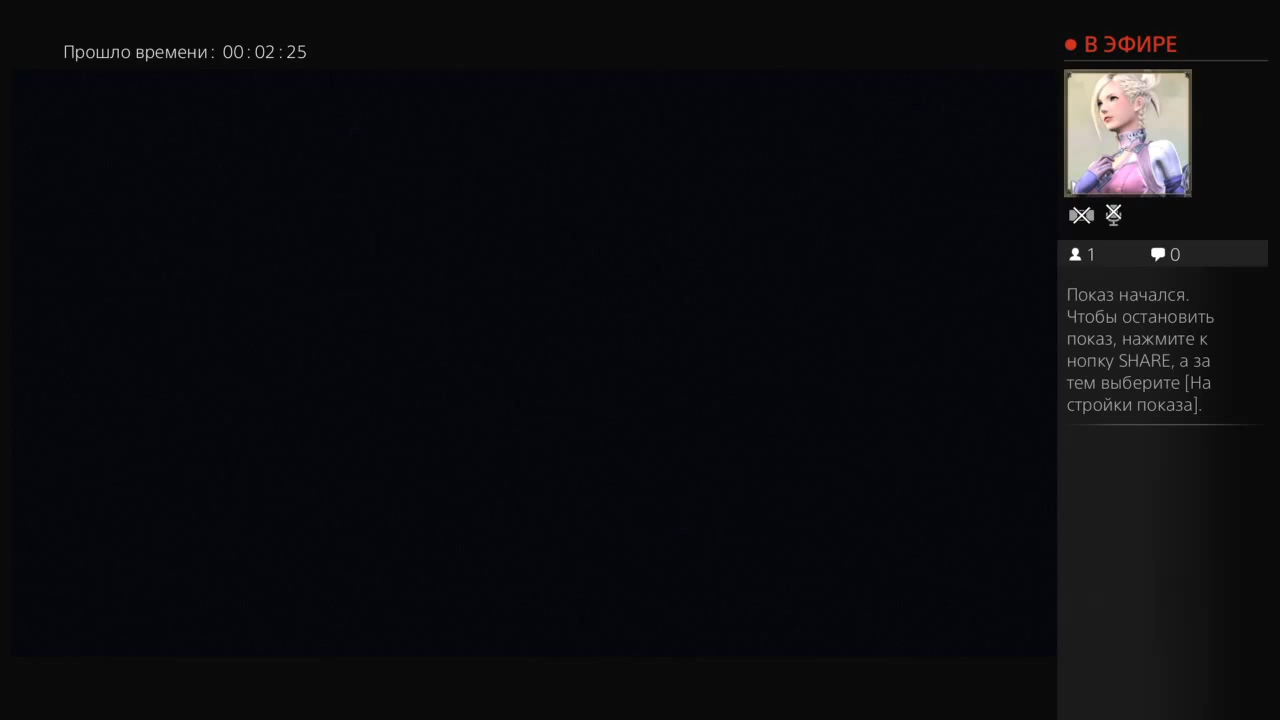 Прошло времени: 00:02:25
В ЭФИРЕ
1 0
Показ начался.
Чтобы остановить
показ, нажмите к
нопку SHARE, а за
тем выберите [На
стройки показа].